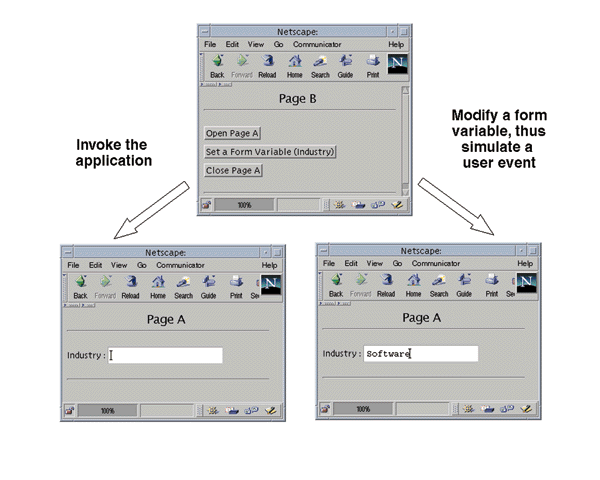 Netscape:
File Edit View Go Communicator Help
Back Forward Reload Home Search Guide Print N
Page B
Open Page A
Set a Form Variable (Industry)
Close Page A
100%
Invoke the
application
Modify a form
variable, thus
simulate a
user event
Netscape:
File Edit View Go Communicator Help
Back Forward Reload Home Search Guide Print Se N
Page A
Industry :
100%
Netscape:
File Edit View Go Communicator Help
Back Forward Reload Home Search Guide Print Se N
Page A
Industry : Software
100%